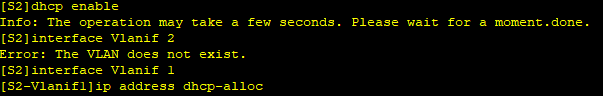 [S2]dhcp enable
Info: The operation may take a few seconds. Please wait for a moment.done.
[S2]interface Vlanif 2
Error: The VLAN does not exist.
[S2]interface Vlanif 1
[S2-Vlanif1]ip address dhcp-alloc